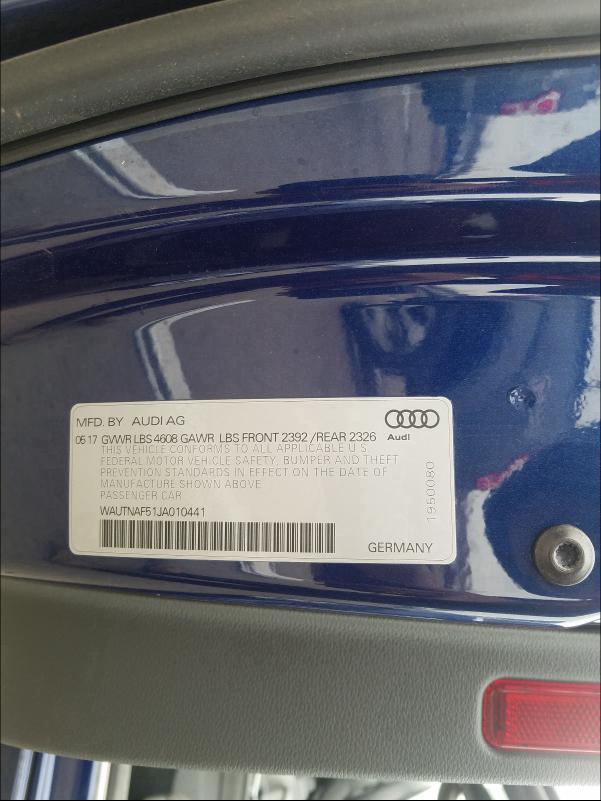 MFD. BY AUDI AG
06 17 GVWR LBS 4608 GAWR LBS FRONT 2392 /REAR 2326
Audi
THIS VEHICLE CONFORMS TO ALL APPLICABLE U S
FEDERAL MOTOR VEHICLE SAFETY, BUMPER AND THEFT
PREVENTION STANDARDS IN EFFECT ON THE DATE OF
MANUFACTURE SHOWN ABOVE
PASSENGER CAR
WAUTNAF51JA010441
GERMANY
1950080